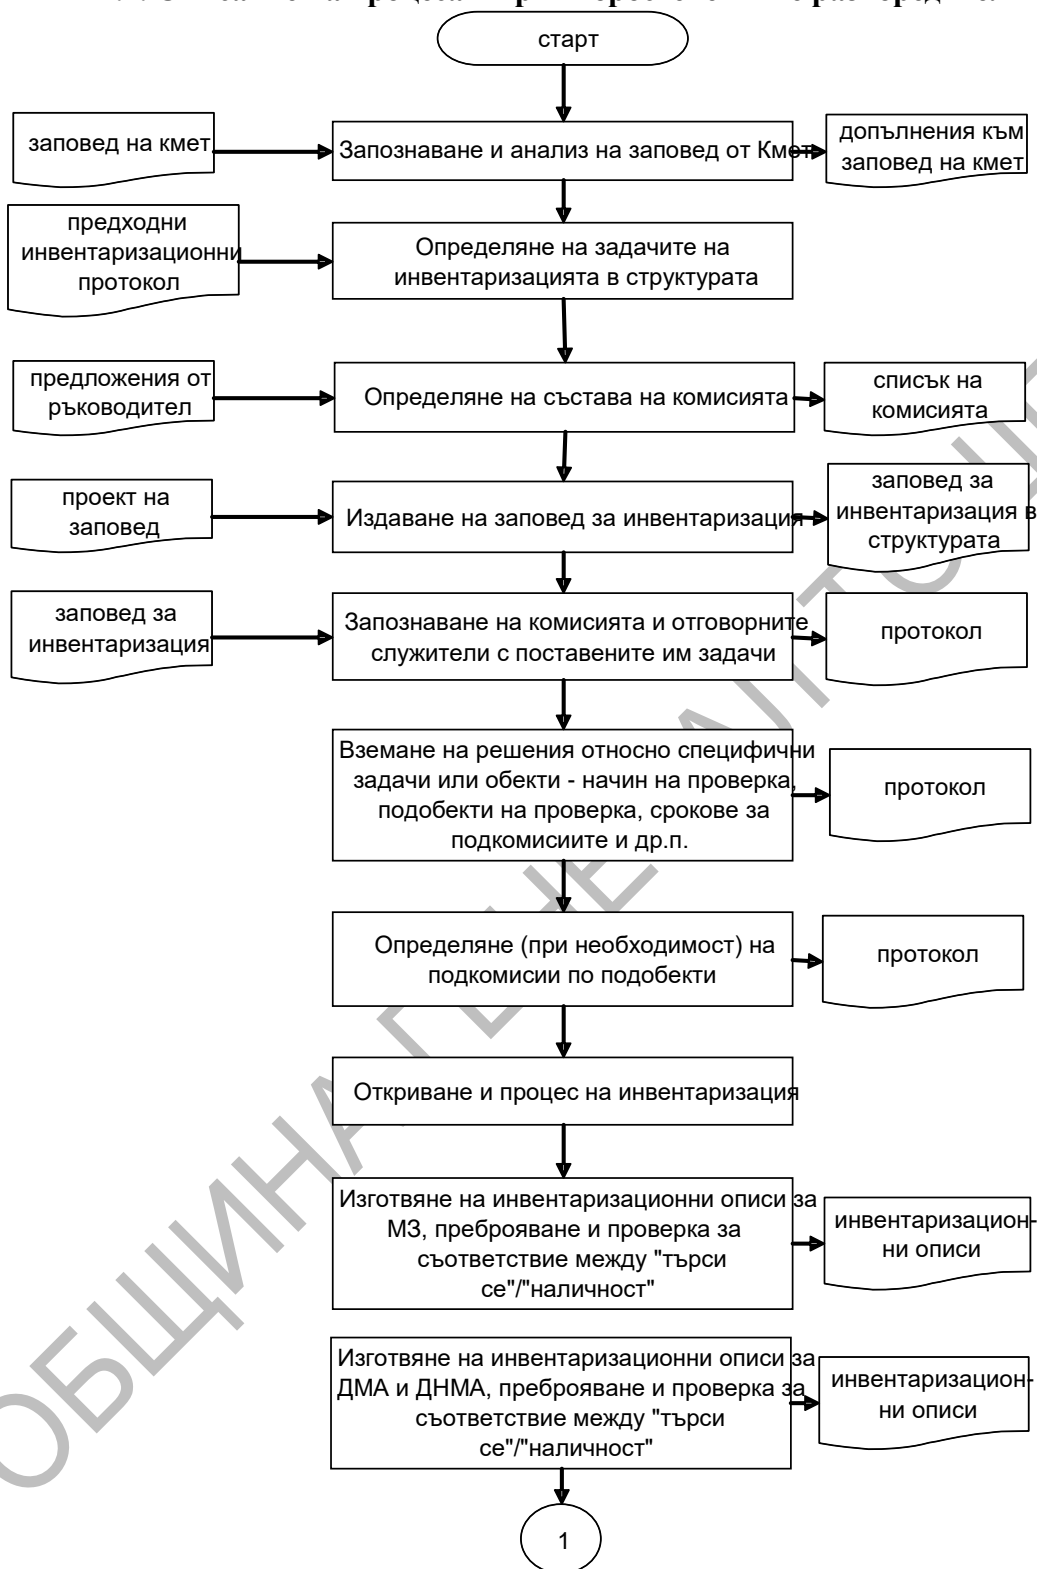 старт
заповед на кмет
Запознаване и анализ на заповед от Кмет
допълнения към
заповед на кмет
предходни
инвентаризационни
протокол
Определяне на задачите на
инвентаризацията в структурата
предложения от
ръководител
Определяне на състава на комисията
списък на
комисията
проект на
заповед
Издаване на заповед за инвентаризация
заповед за
инвентаризация в
структурата
заповед за
инвентаризация
Запознаване на комисията и отговорните
служители с поставените им задачи
протокол
Вземане на решения относно специфични
задачи или обекти - начин на проверка,
подобекти на проверка, срокове за
подкомисиите и др.п.
протокол
Определяне (при необходимост) на
подкомисии по подобекти
протокол
Откриване и процес на инвентаризация
Изготвяне на инвентаризационни описи за
МЗ, преброяване и проверка за
съответствие между "търси
се"/"наличност"
инвентаризацион-
ни описи
Изготвяне на инвентаризационни описи за
ДМА и ДНМА, преброяване и проверка за
съответствие между "търси
се"/"наличност"
инвентаризацион-
ни описи
1
ОБЩИНА ГЕНЕРАЛ ТОШЕ